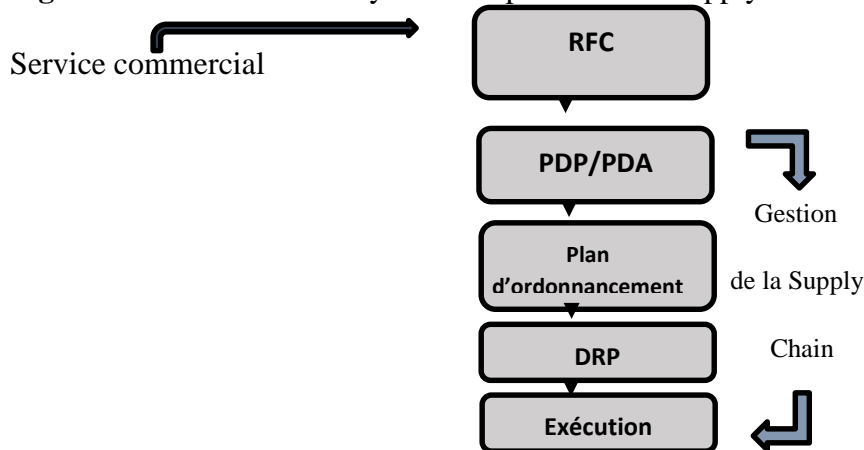 Service commercial
RFC
PDP/PDA
Gestion
Plan
d'ordonnancement
de la Supply
DRP
Chain
Exécution